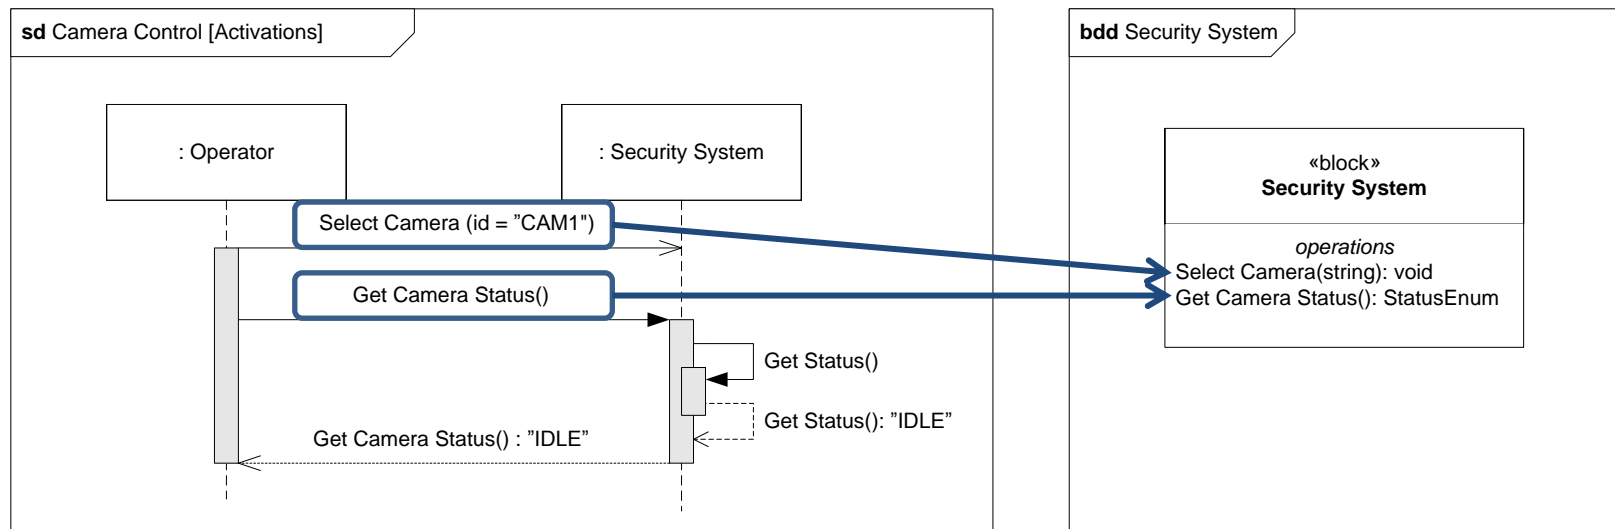 sd Camera Control [Activations]
bdd Security System
: Operator
: Security System
Select Camera (id = ”CAM1")
Get Camera Status()
Get Status()
Get Status(): ”IDLE”
Get Camera Status() : ”IDLE”
«block»
Security System
operations
Select Camera(string): void
Get Camera Status(): StatusEnum